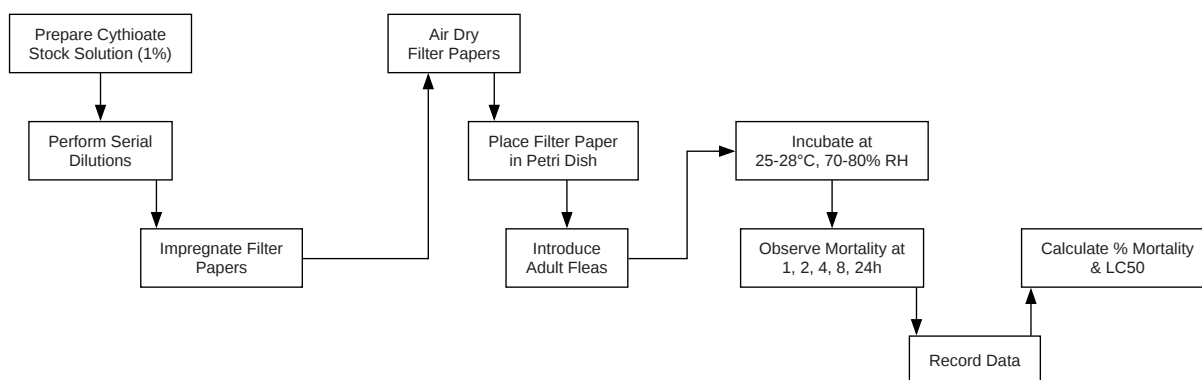 Prepare Cythioate
Stock Solution (1%)
Perform Serial
Dilutions
Impregnate Filter
Papers
Air Dry
Filter Papers
Place Filter Paper
in Petri Dish
Introduce
Adult Fleas
Incubate at
25-28°C, 70-80% RH
Observe Mortality at
1, 2, 4, 8, 24h
Record Data
Calculate % Mortality
& LC50